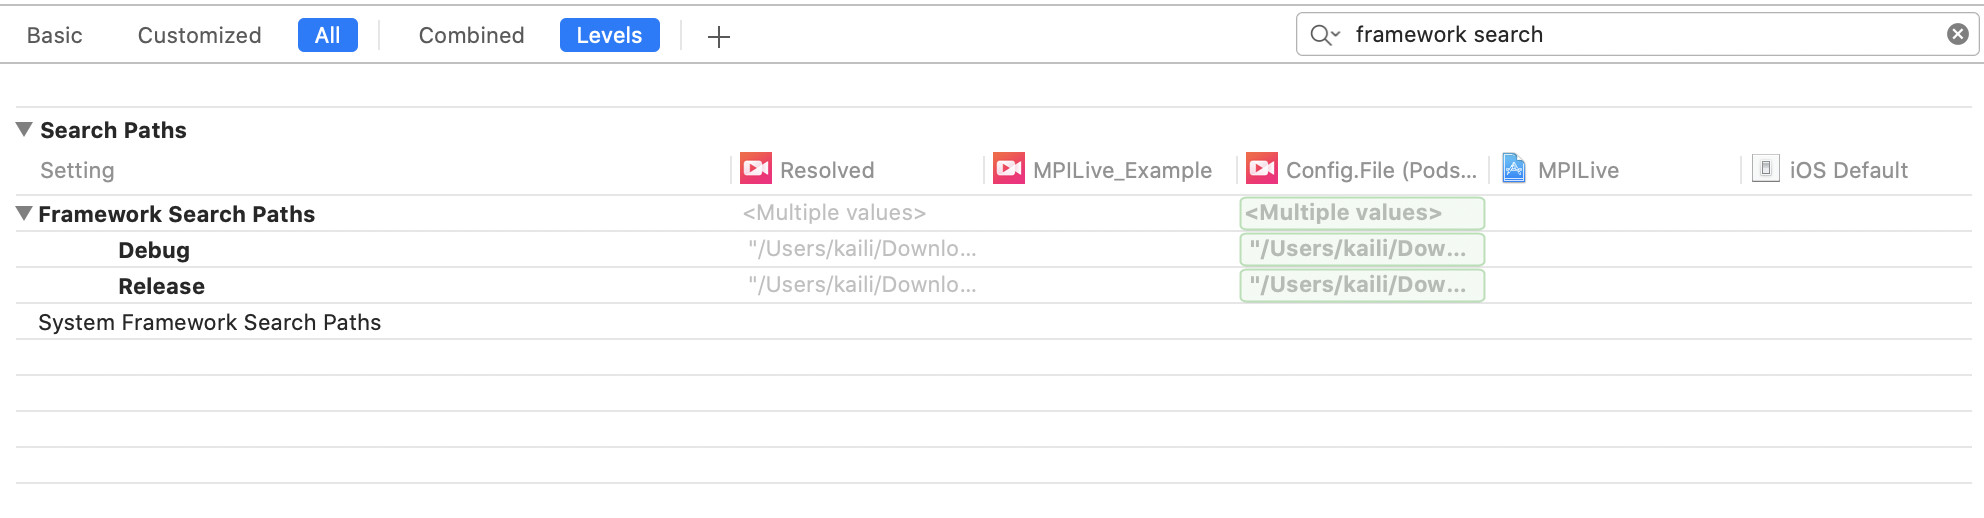 Basic Customized All Combined Levels + framework search
Search Paths
Setting Resolved MPILive_Example Config.File (Pods... MPILive iOS Default
Framework Search Paths <Multiple values> <Multiple values>
Debug "/Users/kaili/Downlo... "/Users/kaili/Dow...
Release "/Users/kaili/Downlo... "/Users/kaili/Dow...
System Framework Search Paths